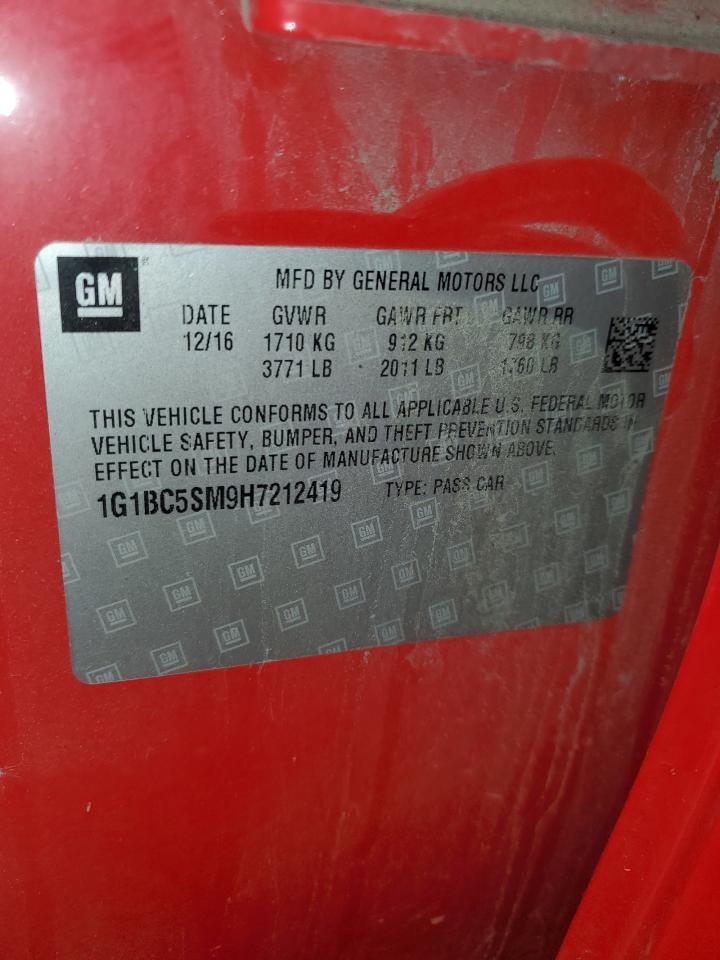 GM
MFD BY GENERAL MOTORS LLC
DATE GVWR GAWR FRT GAWR RR
12/16 1710 KG 912 KG 798 KG
3771 LB 2011 LB 1760 LB
THIS VEHICLE CONFORMS TO ALL APPLICABLE U.S. FEDERAL MOTOR
VEHICLE SAFETY, BUMPER, AND THEFT PREVENTION STANDARDS IN
EFFECT ON THE DATE OF MANUFACTURE SHOWN ABOVE.
1G1BC5SM9H7212419 TYPE: PASS CAR